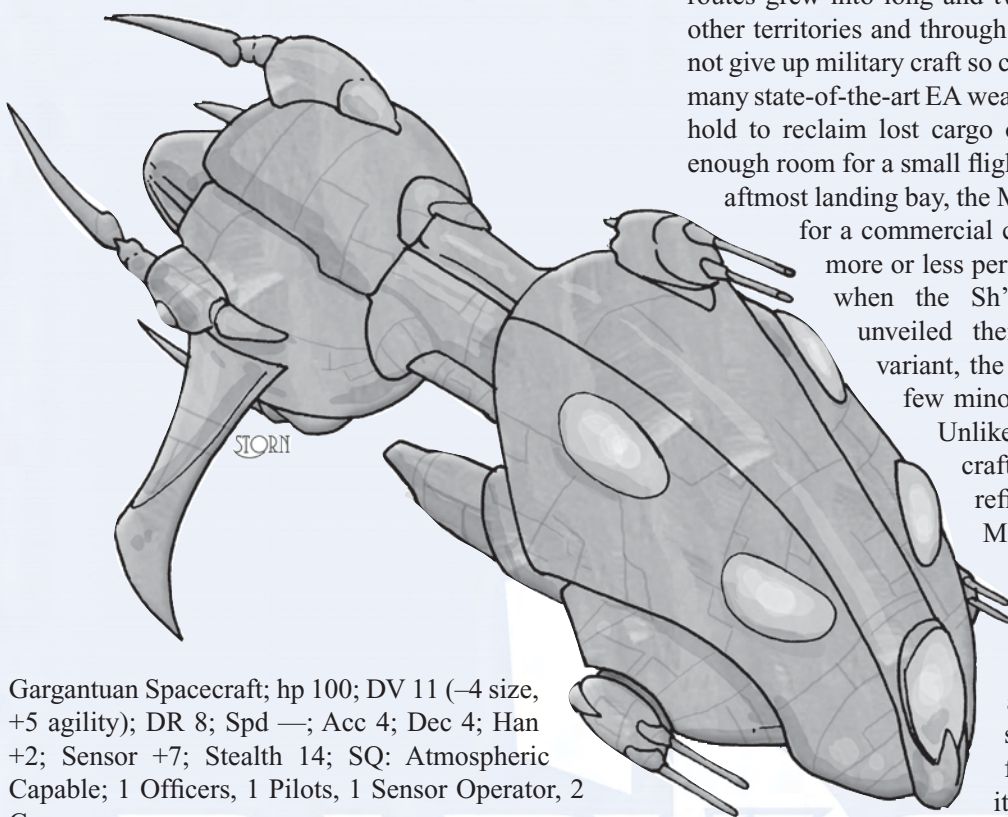 routes grew into long and tw
other territories and through
not give up military craft so c
many state-of-the-art EA wea
hold to reclaim lost cargo
enough room for a small fligh
aftmost landing bay, the M
for a commercial c
more or less per
when the Sh’
unveiled the
variant, the
few mino
Unlike
craft
refi
M
STORN
Gargantuan Spacecraft; hp 100; DV 11 (–4 size,
+5 agility); DR 8; Spd —; Acc 4; Dec 4; Han
+2; Sensor +7; Stealth 14; SQ: Atmospheric
Capable; 1 Officers, 1 Pilots, 1 Sensor Operator, 2
it